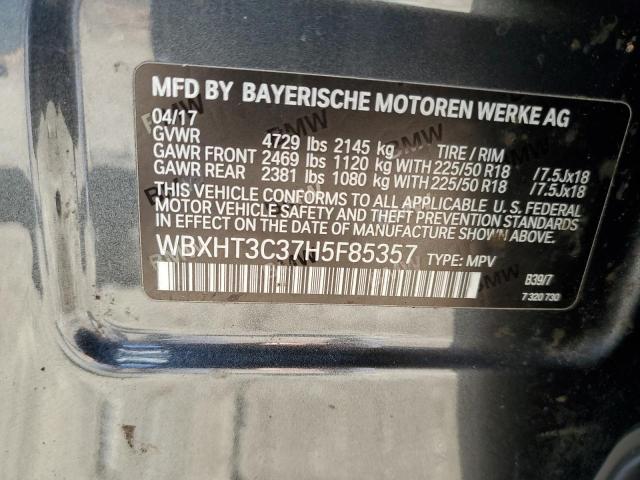 MFD BY BAYERISCHE MOTOREN WERKE AG
04/17
GVWR 4729 lbs 2145 kg TIRE / RIM
GAWR FRONT 2469 lbs 1120 kg WITH 225/50 R18 /7.5Jx18
GAWR REAR 2381 lbs 1080 kg WITH 225/50 R18 /7.5Jx18
THIS VEHICLE CONFORMS TO ALL APPLICABLE U.S. FEDERAL
MOTOR VEHICLE SAFETY AND THEFT PREVENTION STANDARDS
IN EFFECT ON THE DATE OF MANUFACTURE SHOWN ABOVE.
WBXHT3C37H5F85357 TYPE: MPV
B39/7
7 320 730